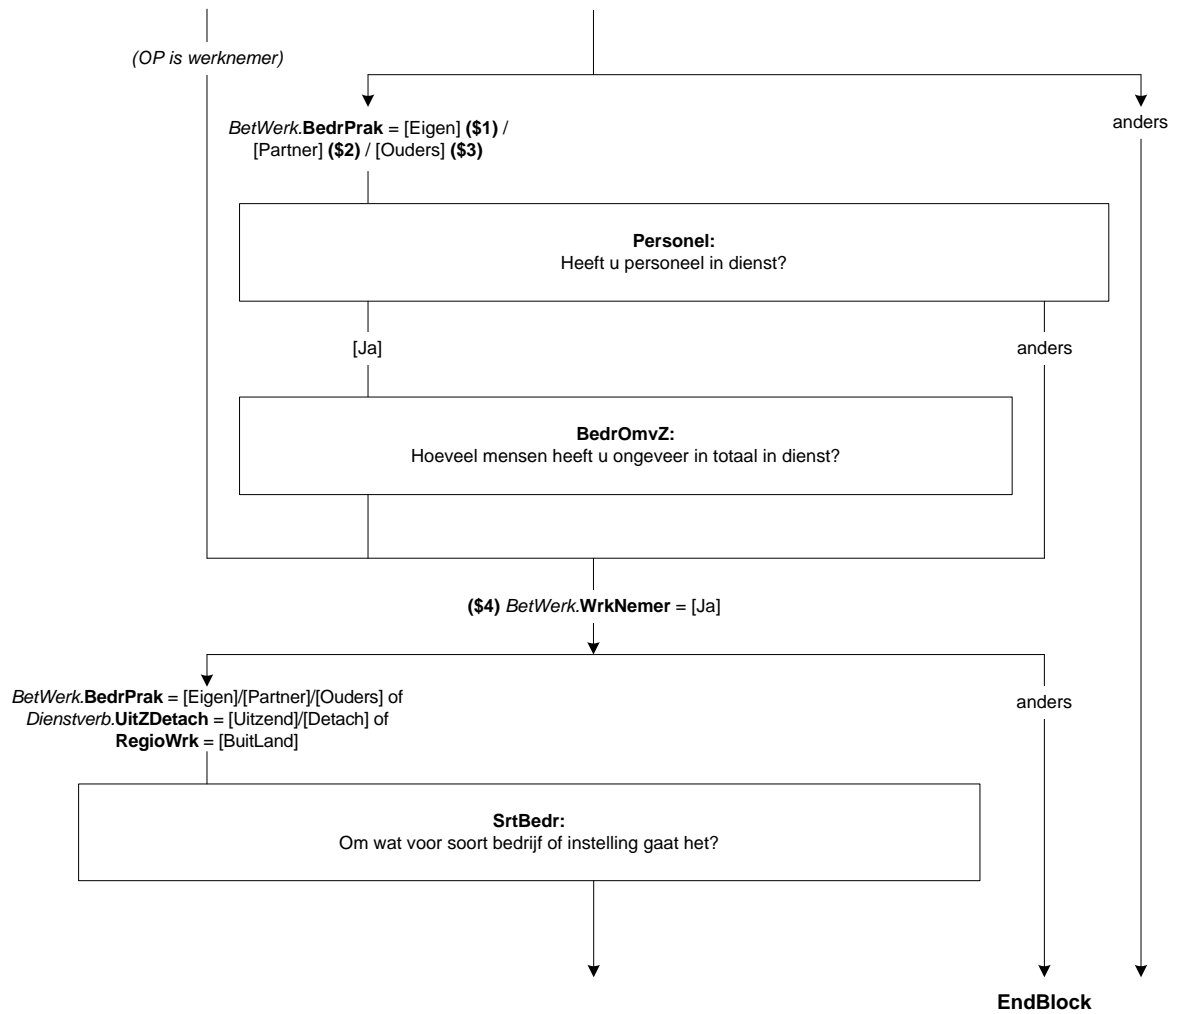 (OP is werknemer)
BetWerk.BedrPrak = [Eigen] ($1) /
[Partner] ($2) / [Ouders] ($3)
anders
Personel:
Heeft u personeel in dienst?
[Ja]
anders
BedrOmvZ:
Hoeveel mensen heeft u ongeveer in totaal in dienst?
($4) BetWerk.WrkNemer = [Ja]
BetWerk.BedrPrak = [Eigen]/[Partner]/[Ouders] of
Dienstverb.UitZDetach = [Uitzend]/[Detach] of
RegioWrk = [BuitLand]
anders
SrtBedr:
Om wat voor soort bedrijf of instelling gaat het?
EndBlock